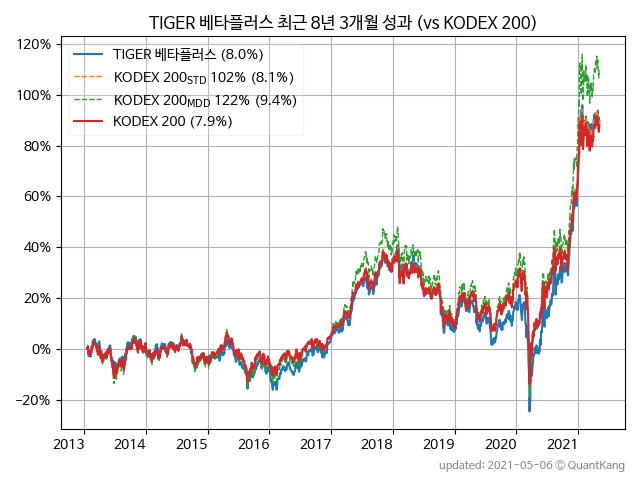 TIGER 베타플러스 최근 8년 3개월 성과 (vs KODEX 200)
120%
100%
80%
60%
40%
20%
0%
−20%
TIGER 베타플러스 (8.0%)
KODEX 200STD 102% (8.1%)
KODEX 200MDD 122% (9.4%)
KODEX 200 (7.9%)
2013 2014 2015 2016 2017 2018 2019 2020 2021
updated: 2021-05-06 © QuantKang